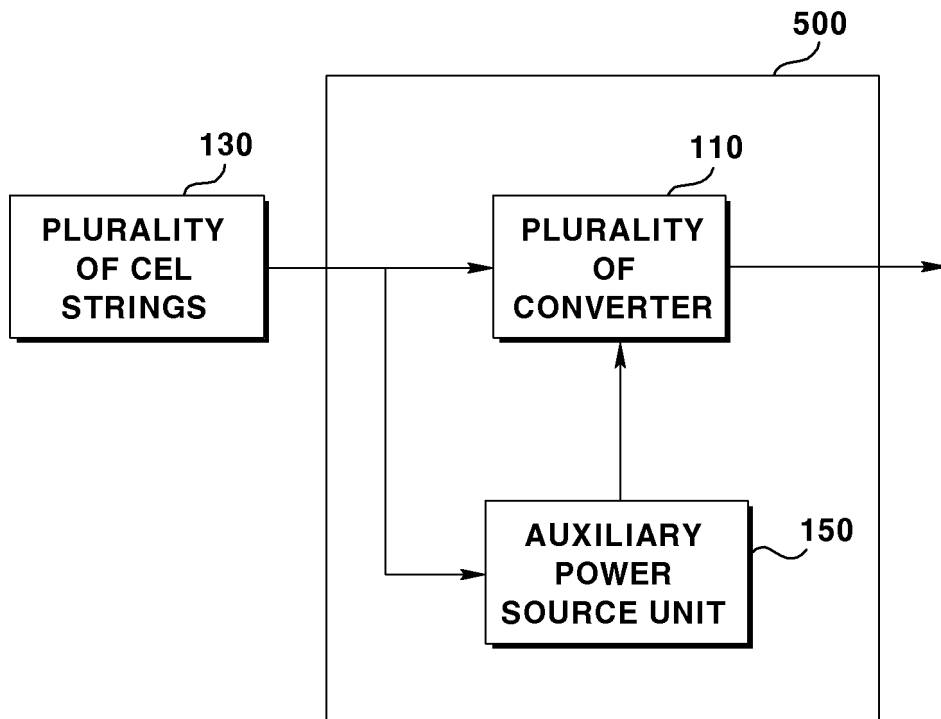 500
130
110
PLURALITY
OF CEL
STRINGS
PLURALITY
OF
CONVERTER
AUXILIARY
POWER
SOURCE UNIT
150